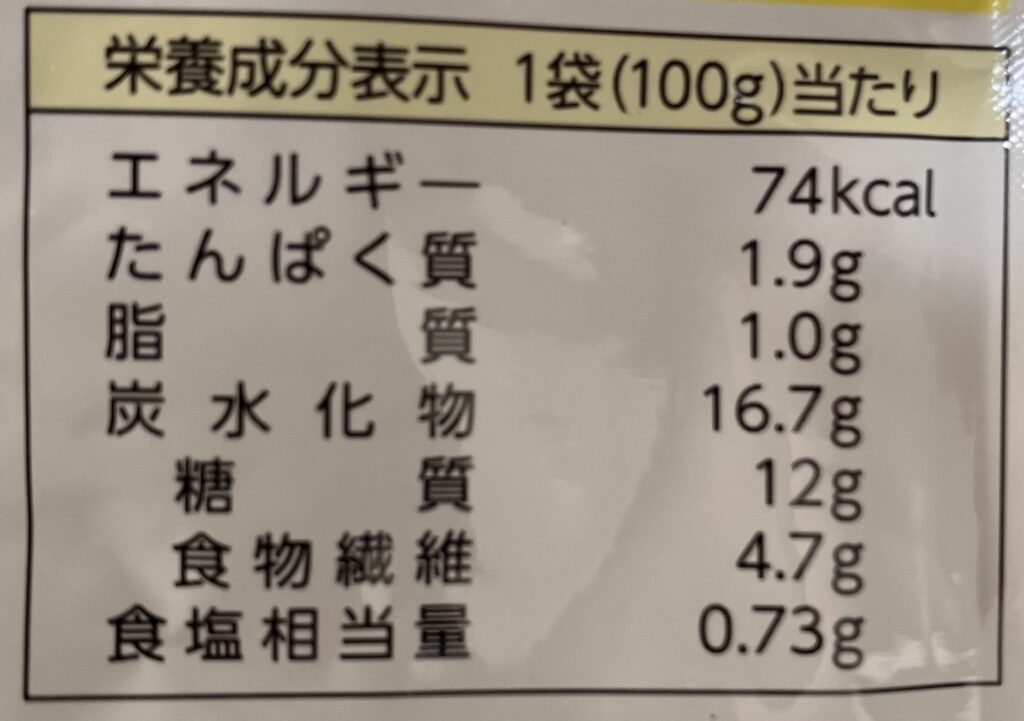 栄養成分表示 1袋(100g)当たり
エネルギー 74kcal
たんぱく質 1.9g
脂質 1.0g
炭水化物 16.7g
糖質 12g
食物繊維 4.7g
食塩相当量 0.73g